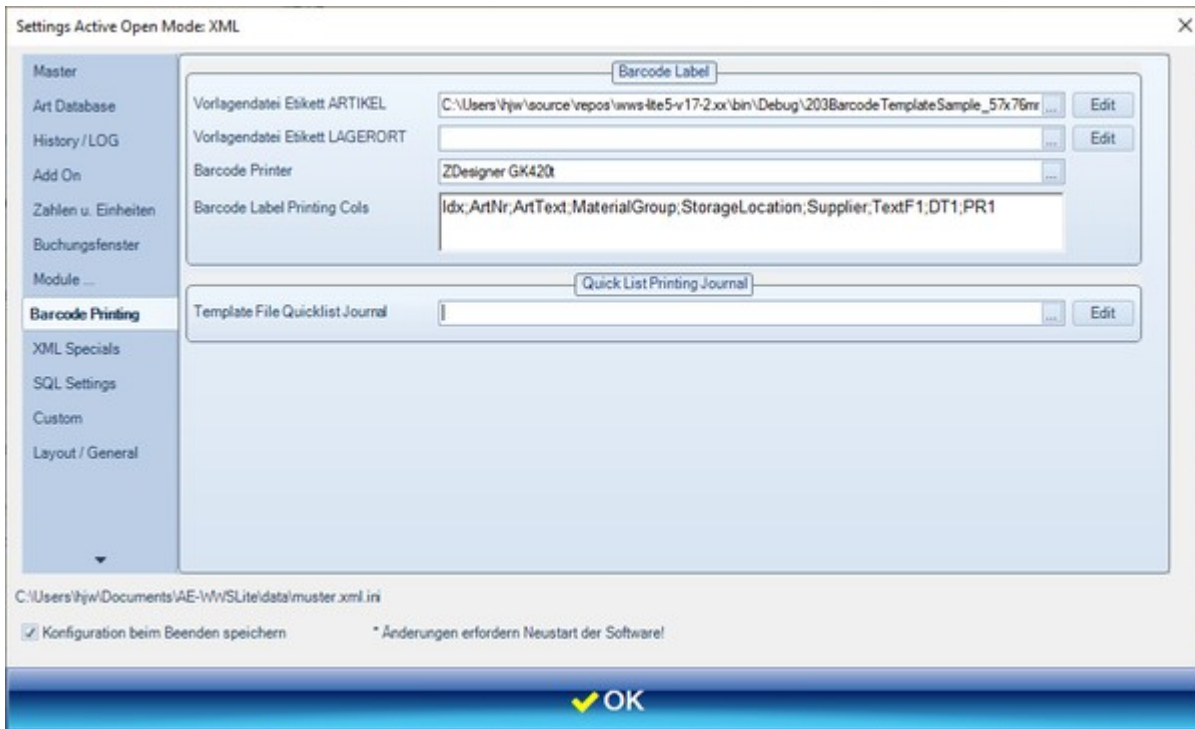 Settings Active Open Mode: XML
Master
Art Database
History / LOG
Add On
Zahlen u. Einheiten
Buchungsfenster
Module ...
Barcode Printing
XML Specials
SQL Settings
Custom
Layout / General
Barcode Label
Vorlagendatei Etikett ARTIKEL C:\Users\hjw\source\repos\wws-lite5-v17-2.xx\bin\Debug\203BarcodeTemplateSample_57x76mr ... Edit
Vorlagendatei Etikett LAGERORT ... Edit
Barcode Printer ZDesigner GK420t ...
Barcode Label Printing Cols Idx;ArtNr;ArtText;MaterialGroup;StorageLocation;Supplier;TextF1;DT1;PR1
Quick List Printing Journal
Template File Quicklist Journal ... Edit
C:\Users\hjw\Documents\AE-WWSLite\data\muster.xml.ini
Konfiguration beim Beenden speichern * Änderungen erfordern Neustart der Software!
OK